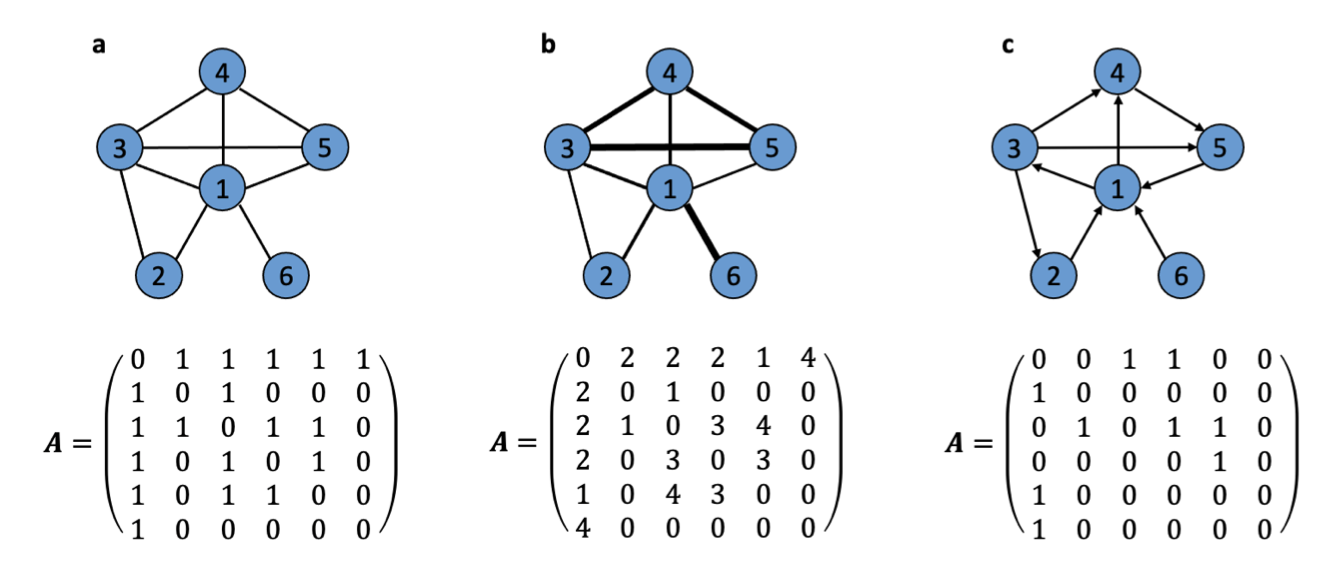 a b c
4 4 4
3 5 3 5 3 5
1 1 1
2 6 2 6 2 6
0 1 1 1 1 1 0 2 2 2 1 4 0 0 1 1 0 0
1 0 1 0 0 0 2 0 1 0 0 0 1 0 0 0 0 0
A = 1 1 0 1 1 0 A = 2 1 0 3 4 0 A = 0 1 0 1 1 0
1 0 1 0 1 0 2 0 3 0 3 0 0 0 0 0 1 0
1 0 1 1 0 0 1 0 4 3 0 0 1 0 0 0 0 0
1 0 0 0 0 0 4 0 0 0 0 0 1 0 0 0 0 0